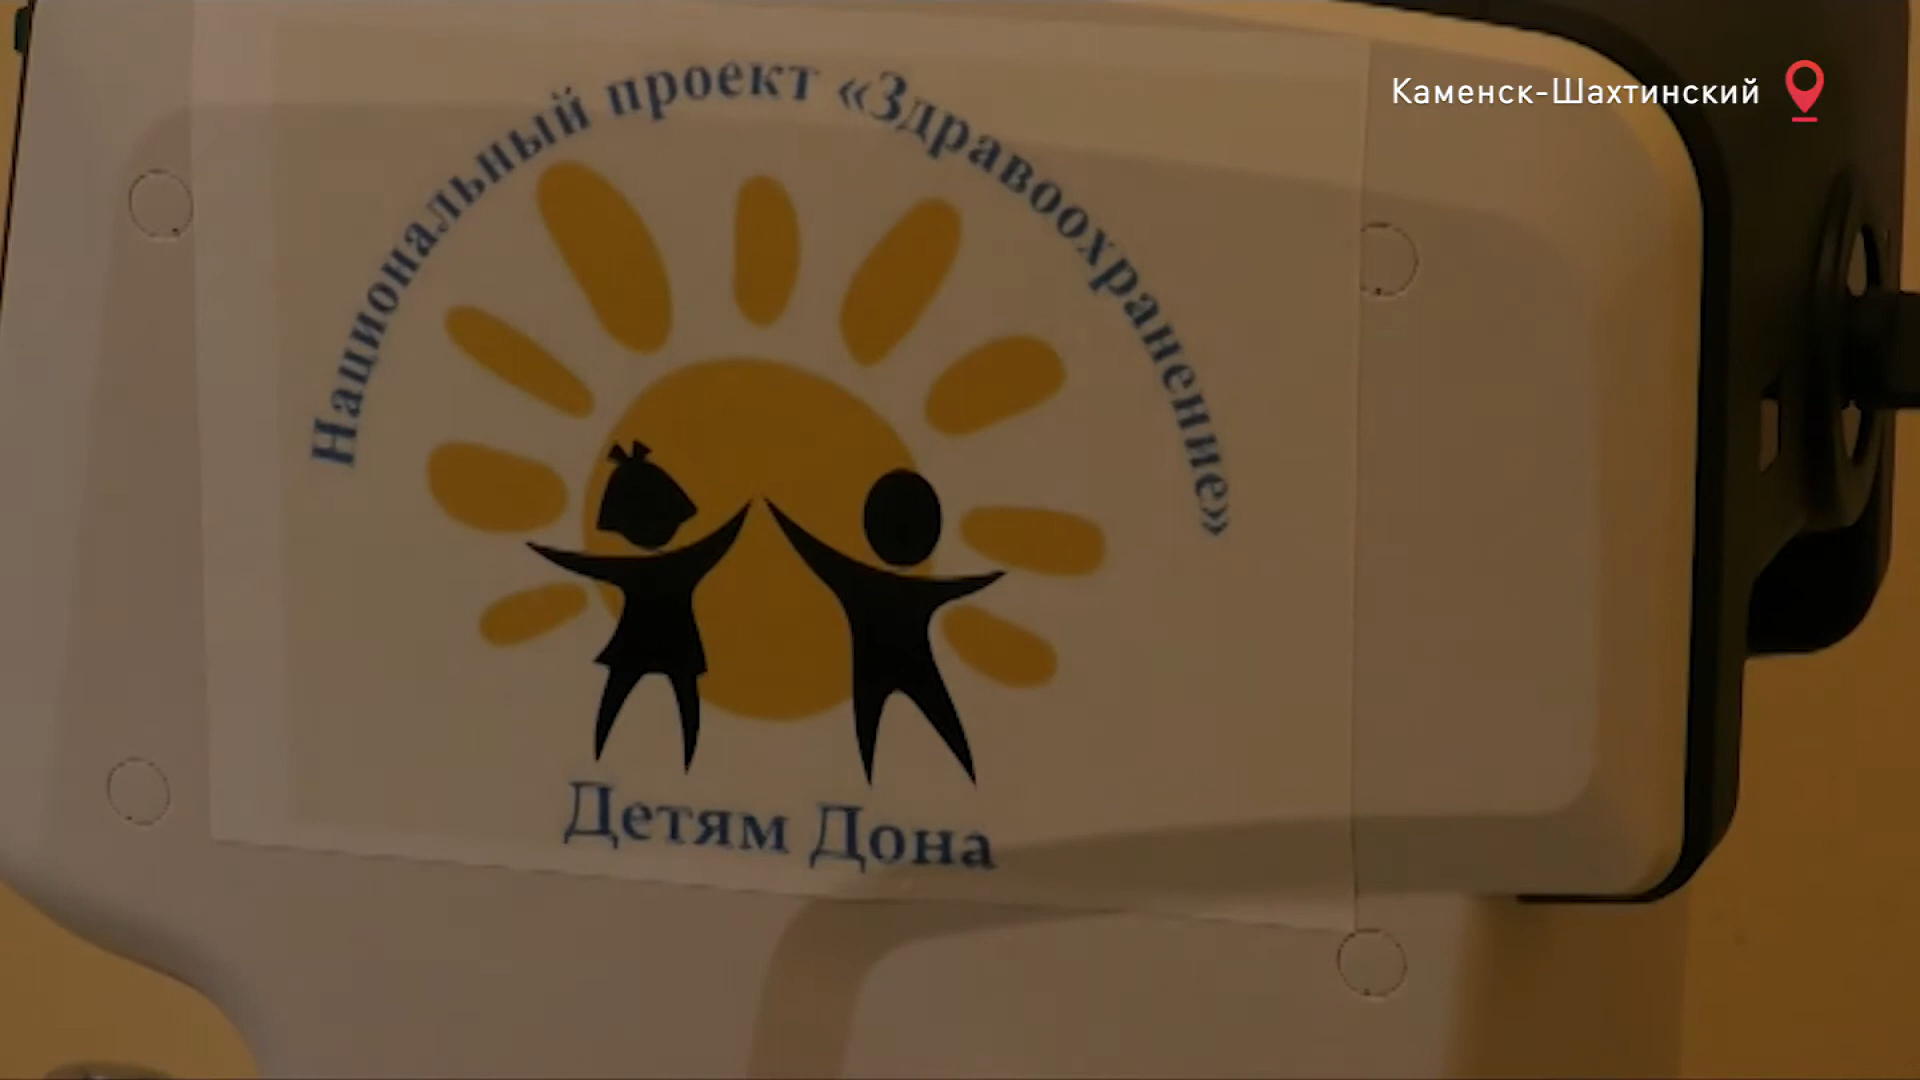 Каменск-Шахтинский
Национальный проект «Здравоохранение»
Детям Дона